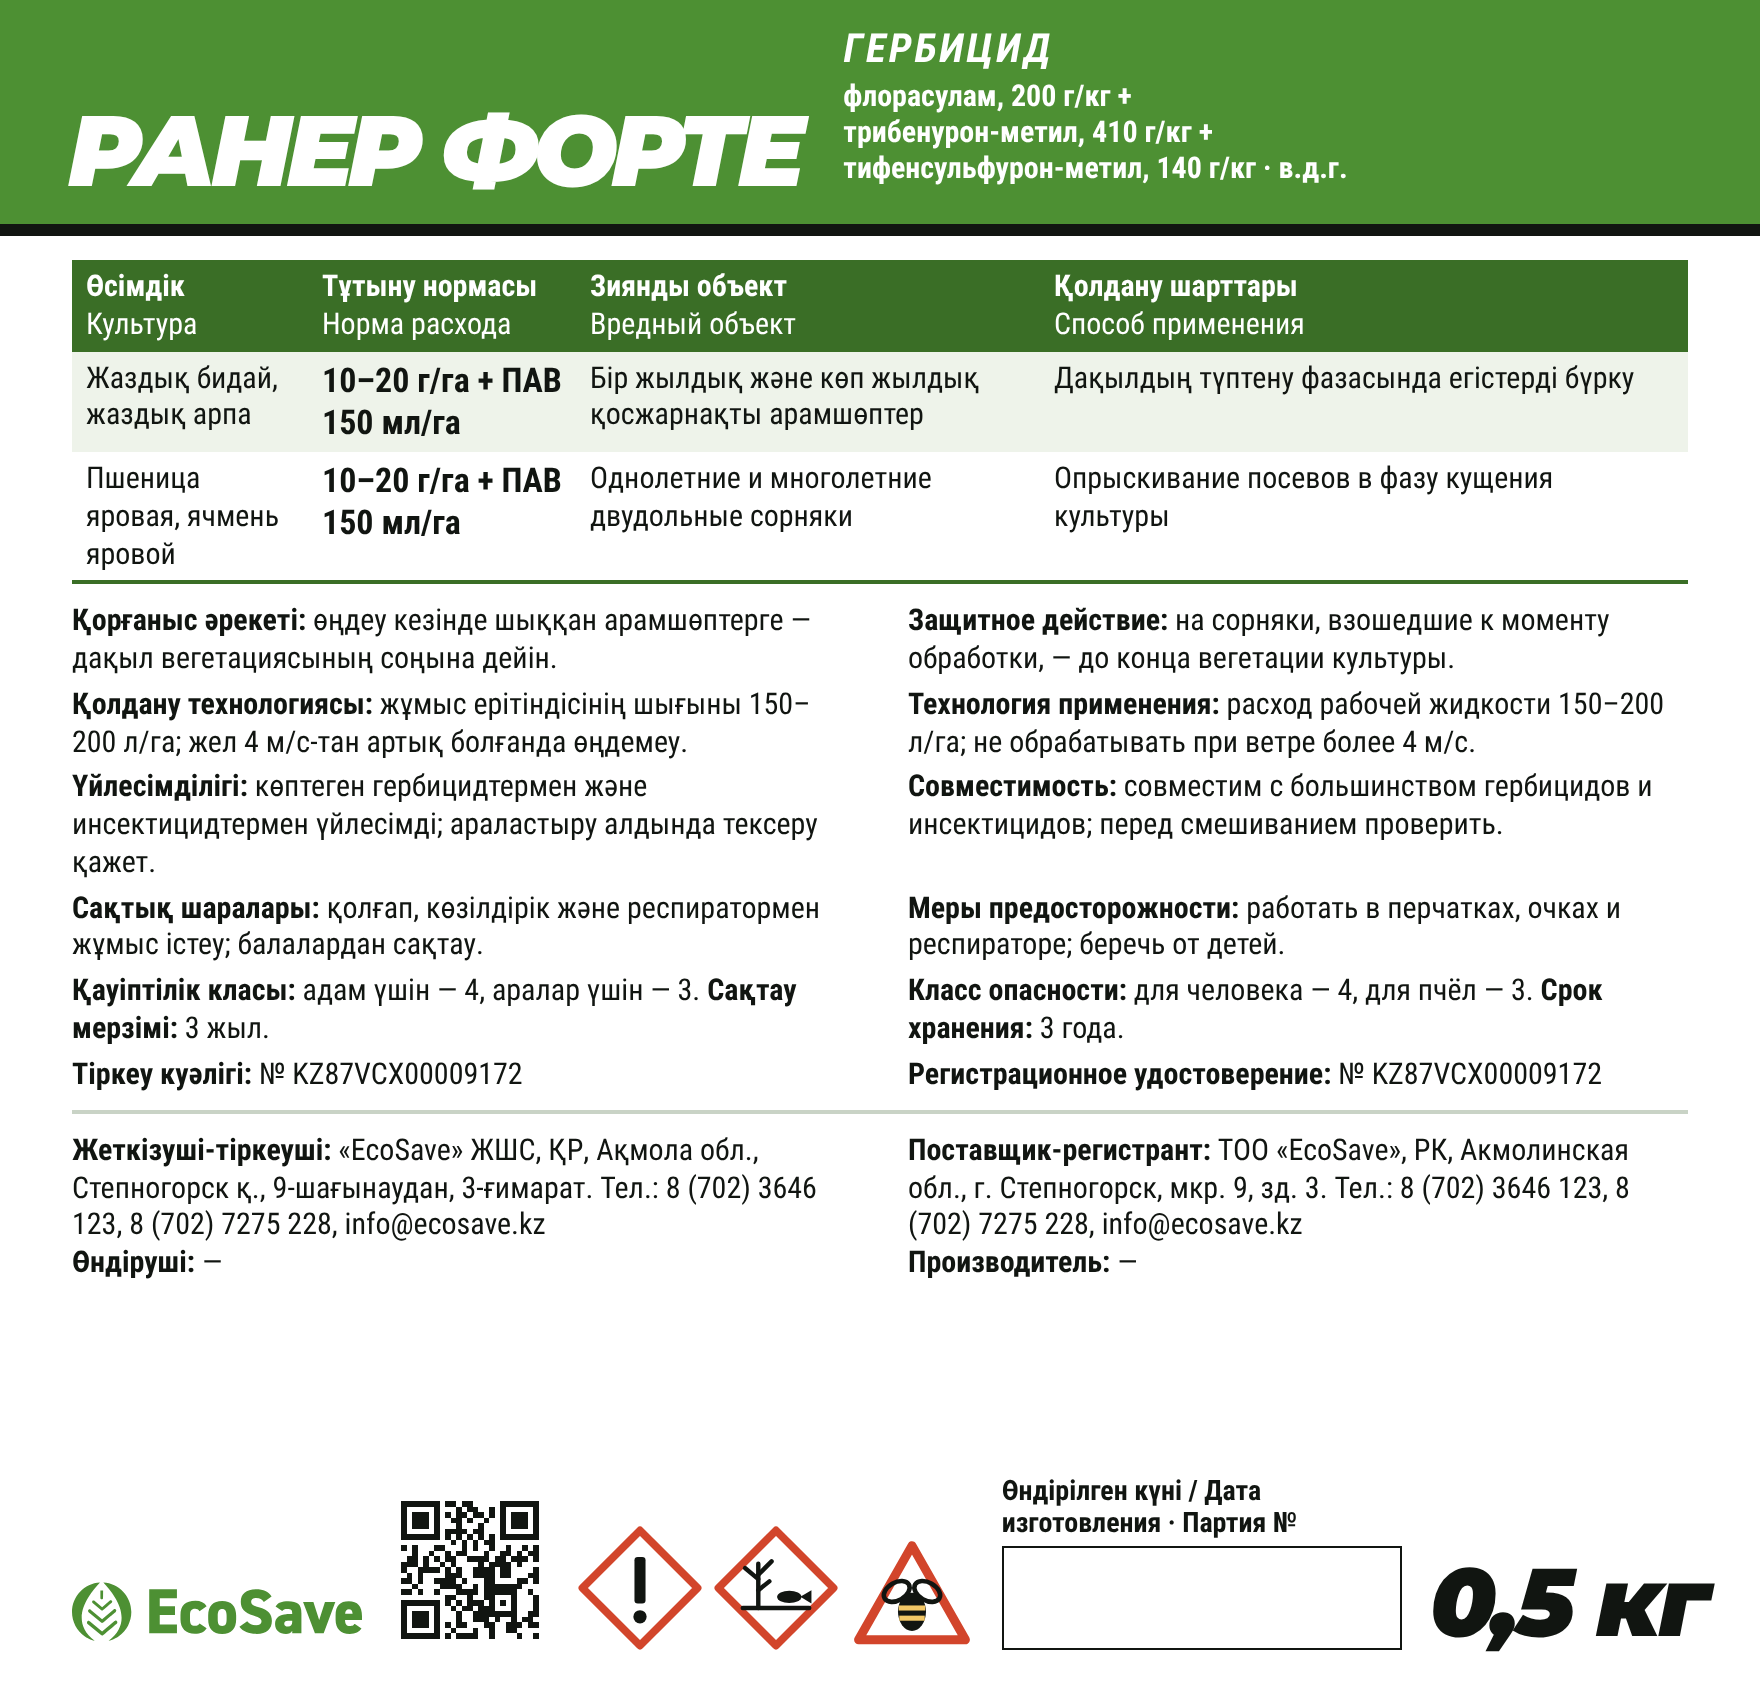 РАНЕР ФОРТЕ
ГЕРБИЦИД
флорасулам, 200 г/кг +
трибенурон-метил, 410 г/кг +
тифенсульфурон-метил, 140 г/кг · в.д.г.
Өсімдік
Культура
Тұтыну нормасы
Норма расхода
Зиянды объект
Вредный объект
Қолдану шарттары
Способ применения
Жаздық бидай,
жаздық арпа
10–20 г/га + ПАВ
150 мл/га
Бір жылдық және көп жылдық
қосжарнақты арамшөптер
Дақылдың түптену фазасында егістерді бүрку
Пшеница
яровая, ячмень
яровой
10–20 г/га + ПАВ
150 мл/га
Однолетние и многолетние
двудольные сорняки
Опрыскивание посевов в фазу кущения
культуры
Қорғаныс әрекеті: өңдеу кезінде шыққан арамшөптерге —
дақыл вегетациясының соңына дейін.
Қолдану технологиясы: жұмыс ерітіндісінің шығыны 150–
200 л/га; жел 4 м/с-тан артық болғанда өңдемеу.
Үйлесімділігі: көптеген гербицидтермен және
инсектицидтермен үйлесімді; араластыру алдында тексеру
қажет.
Сақтық шаралары: қолғап, көзілдірік және респиратормен
жұмыс істеу; балалардан сақтау.
Қауіптілік класы: адам үшін — 4, аралар үшін — 3. Сақтау
мерзімі: 3 жыл.
Тіркеу куәлігі: № KZ87VCX00009172
Защитное действие: на сорняки, взошедшие к моменту
обработки, — до конца вегетации культуры.
Технология применения: расход рабочей жидкости 150–200
л/га; не обрабатывать при ветре более 4 м/с.
Совместимость: совместим с большинством гербицидов и
инсектицидов; перед смешиванием проверить.
Меры предосторожности: работать в перчатках, очках и
респираторе; беречь от детей.
Класс опасности: для человека — 4, для пчёл — 3. Срок
хранения: 3 года.
Регистрационное удостоверение: № KZ87VCX00009172
Жеткізуші-тіркеуші: «EcoSave» ЖШС, ҚР, Ақмола обл.,
Степногорск қ., 9-шағынаудан, 3-ғимарат. Тел.: 8 (702) 3646
123, 8 (702) 7275 228, info@ecosave.kz
Өндіруші: —
Поставщик-регистрант: ТОО «EcoSave», РК, Акмолинская
обл., г. Степногорск, мкр. 9, зд. 3. Тел.: 8 (702) 3646 123, 8
(702) 7275 228, info@ecosave.kz
Производитель: —
EcoSave
Өндірілген күні / Дата
изготовления · Партия №
0,5 кг